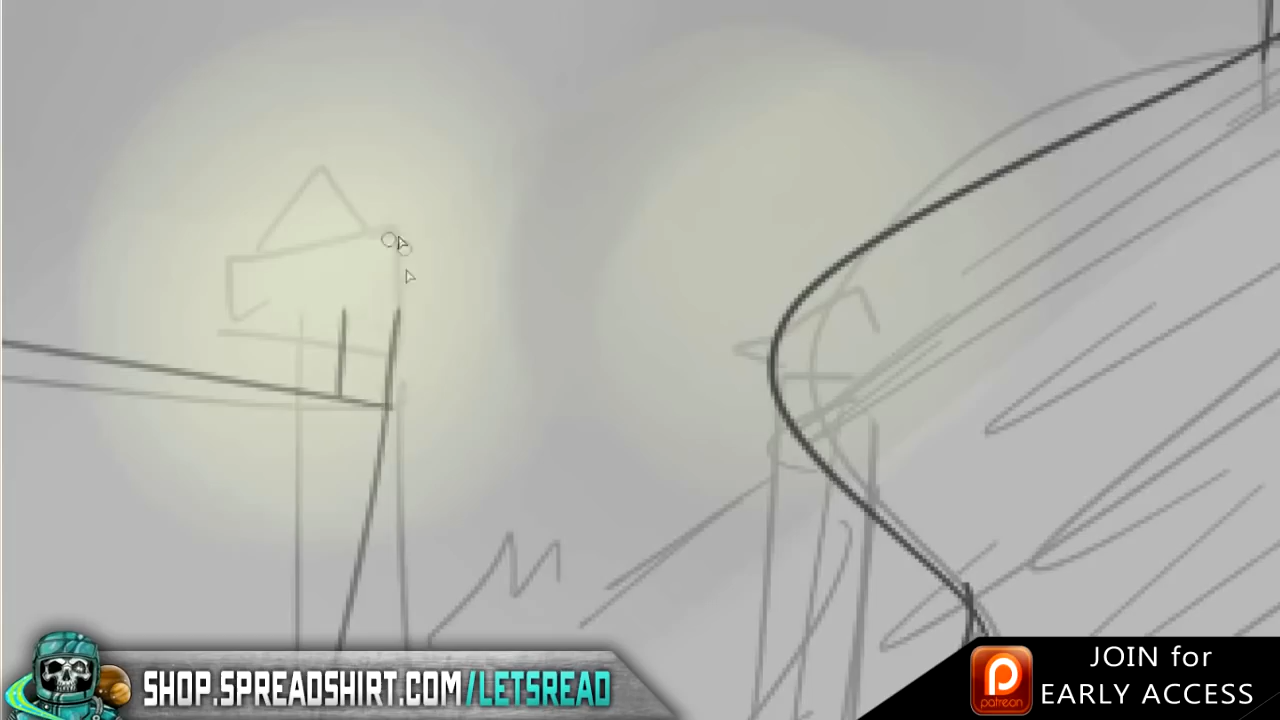 SHOP.SPREADSHIRT.COM/LETSREAD
JOIN for
EARLY ACCESS
patreon